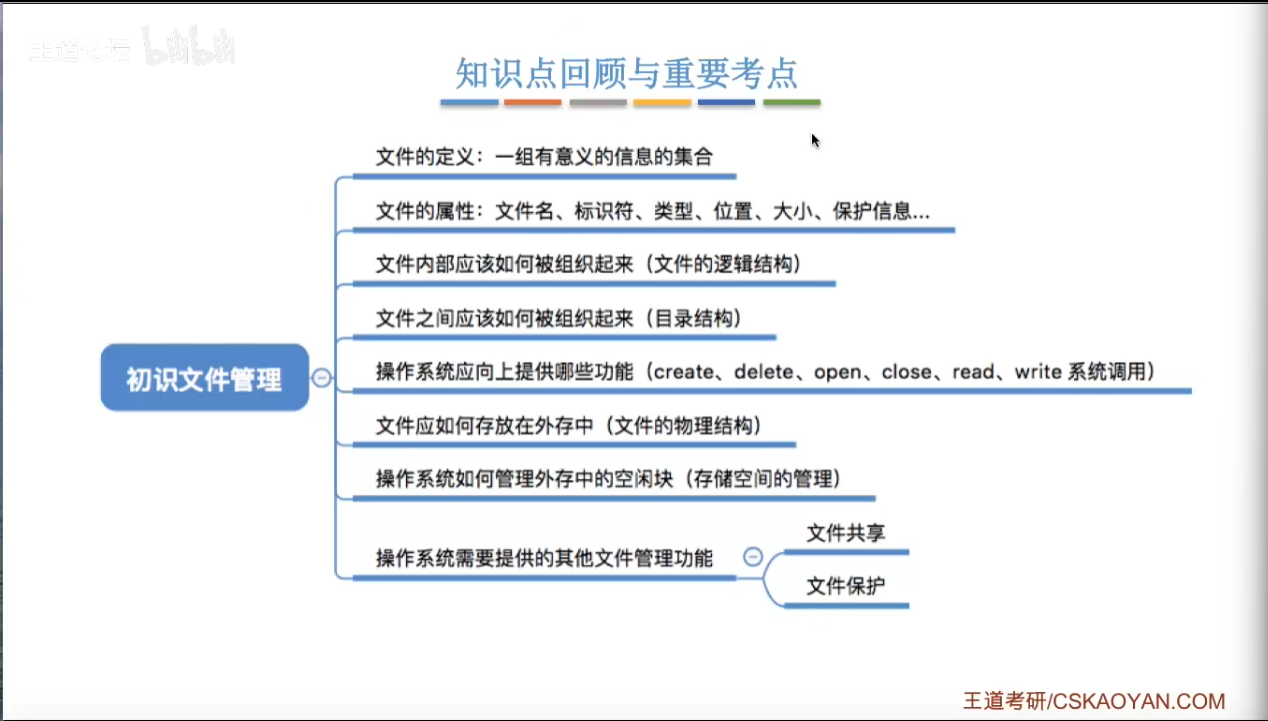 王道论坛 bilibili
知识点回顾与重要考点
文件的定义：一组有意义的信息的集合
文件的属性：文件名、标识符、类型、位置、大小、保护信息...
文件内部应该如何被组织起来（文件的逻辑结构）
文件之间应该如何被组织起来（目录结构）
初识文件管理
操作系统应向上提供哪些功能（create、delete、open、close、read、write 系统调用）
文件应如何存放在外存中（文件的物理结构）
操作系统如何管理外存中的空闲块（存储空间的管理）
操作系统需要提供的其他文件管理功能
文件共享
文件保护
王道考研/CSKAOYAN.COM